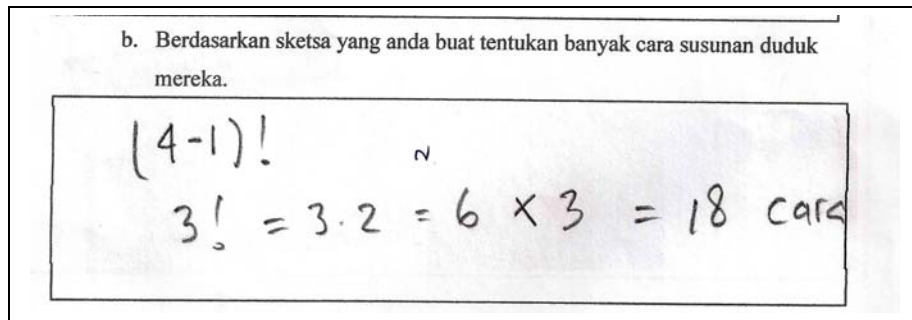 b. Berdasarkan sketsa yang anda buat tentukan banyak cara susunan duduk
mereka.
(4-1)!
~
3! = 3.2 = 6 × 3 = 18 cara